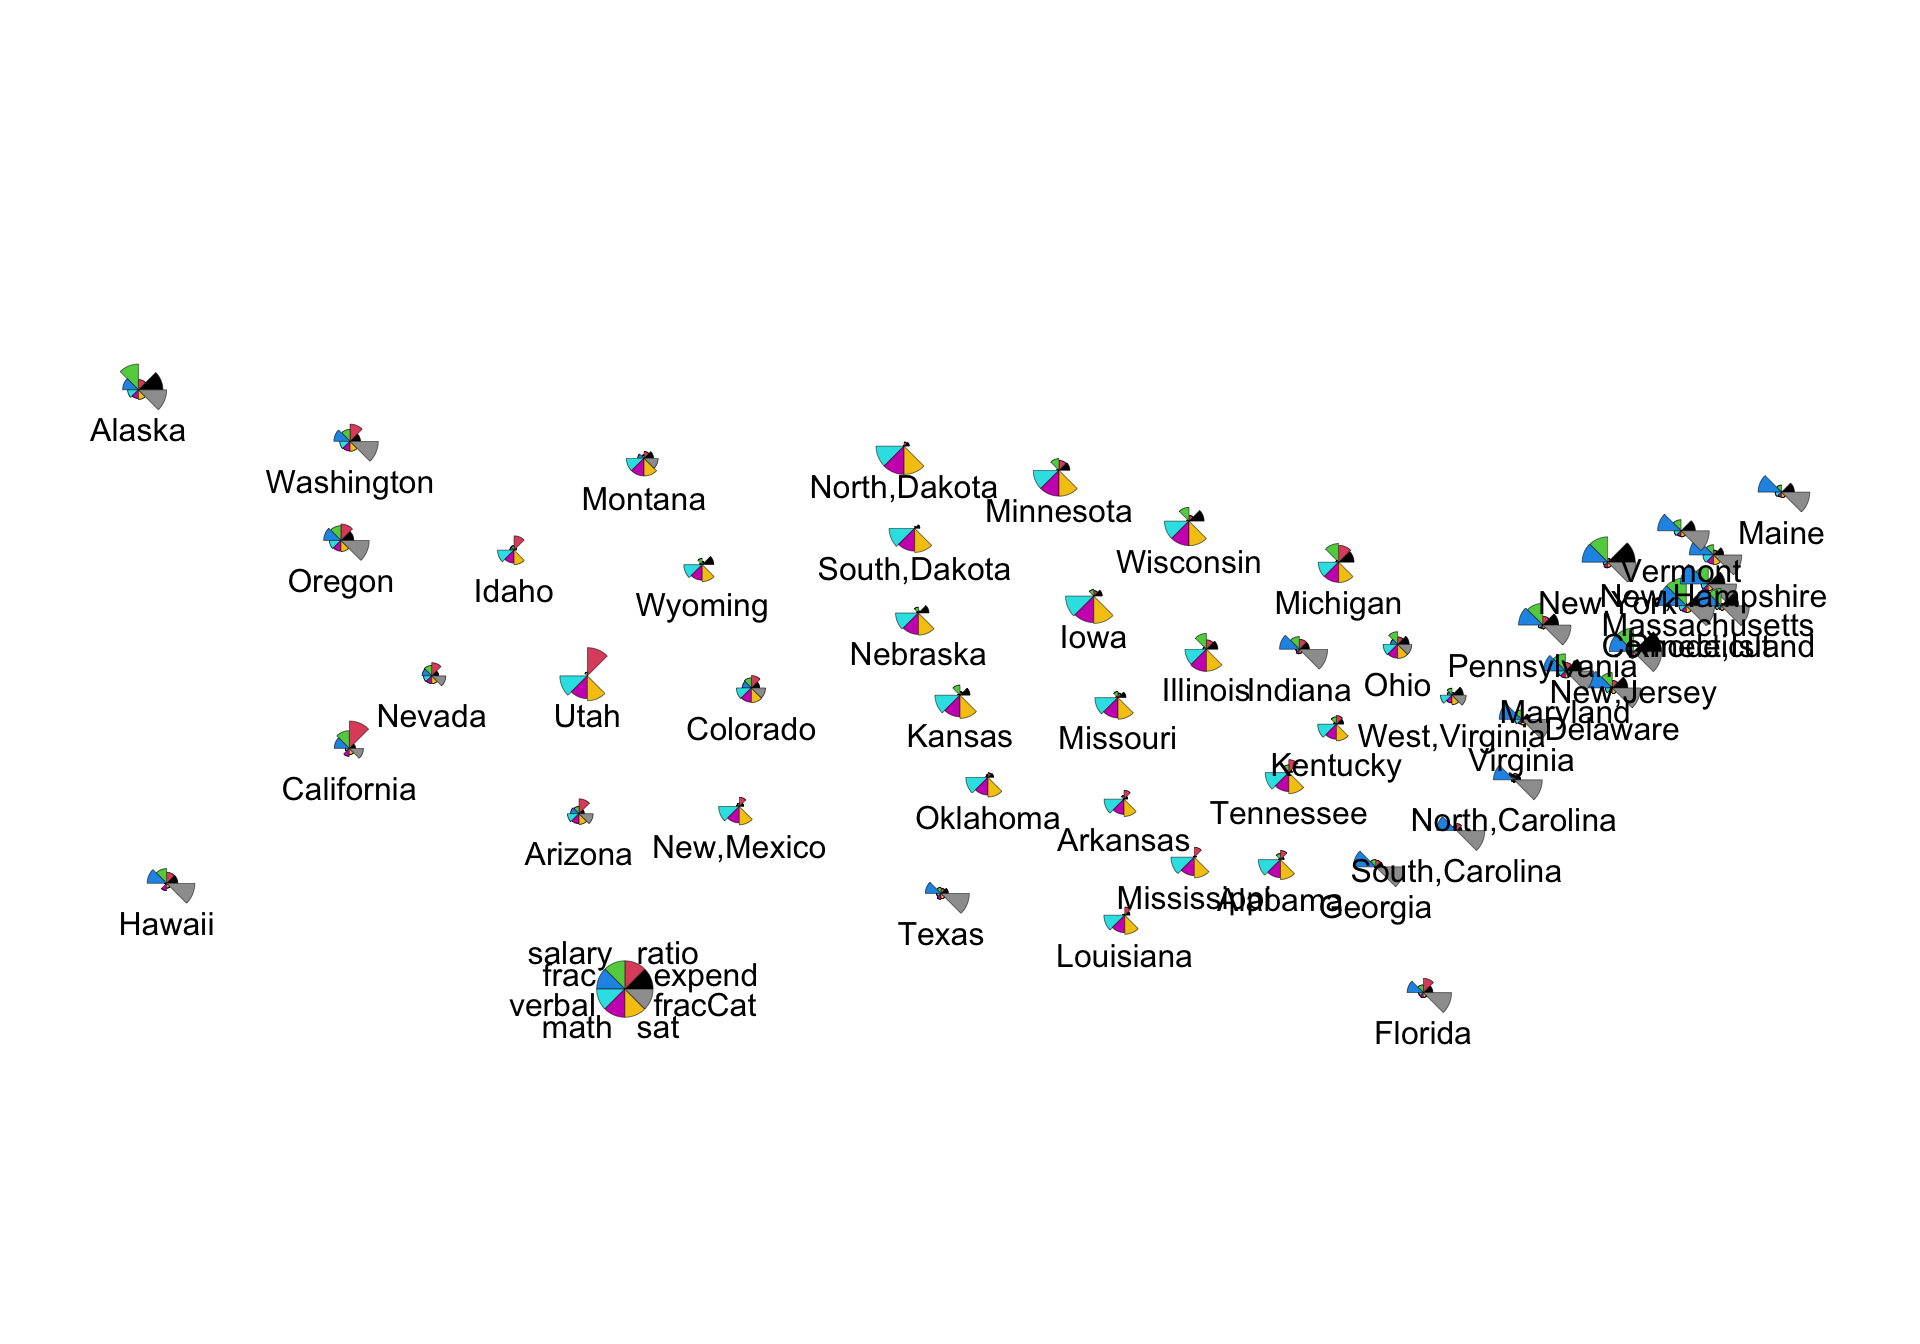 Alaska
Washington
Montana
North,Dakota
Minnesota
Maine
Oregon
Idaho
Wyoming
South,Dakota
Wisconsin
Michigan
Vermont
New,York
New,Hampshire
Massachusetts
Nebraska
Iowa
Connecticut
Rhode,Island
Pennsylvania
Nevada
Utah
Colorado
Kansas
Missouri
Illinois
Indiana
Ohio
New,Jersey
Maryland
Delaware
West,Virginia
Virginia
Kentucky
California
Arizona
New,Mexico
Oklahoma
Arkansas
Tennessee
North,Carolina
South,Carolina
Mississippi
Alabama
Georgia
Hawaii
Texas
Louisiana
Florida
salary ratio
frac expend
verbal fracCat
math sat